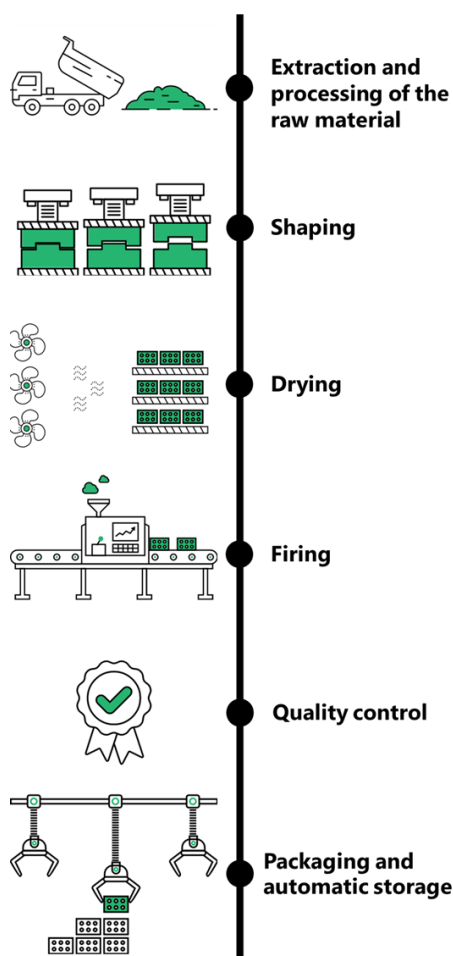 Extraction and
processing of the
raw material
Shaping
Drying
Firing
Quality control
Packaging and
automatic storage